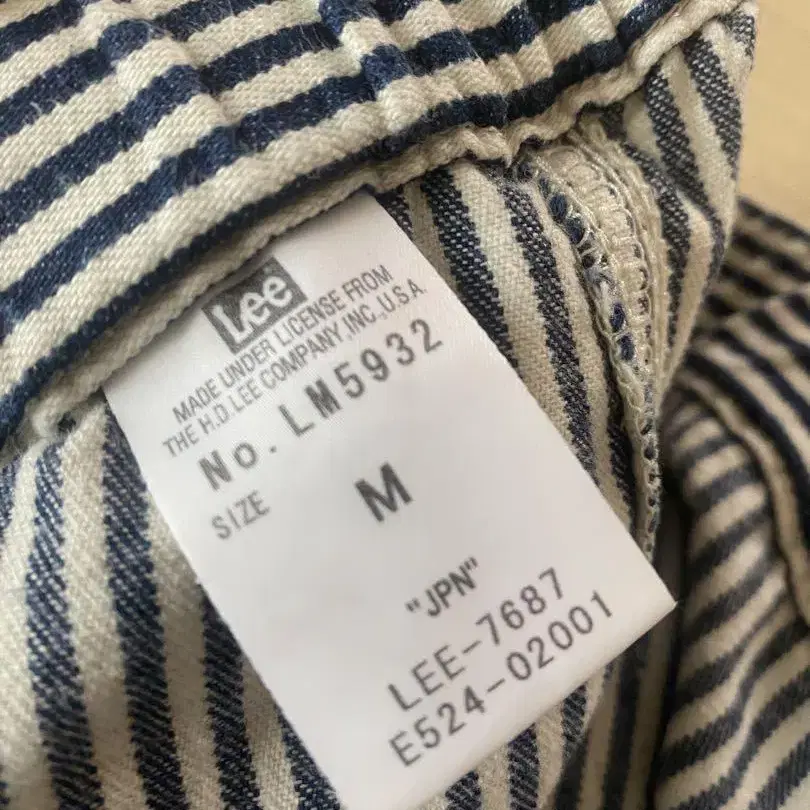 Lee
MADE UNDER LICENSE FROM
THE H.D.LEE COMPANY,INC.,U.S.A.
No. LM5932
SIZE M
"JPN"
LEE-7687
E524-02001